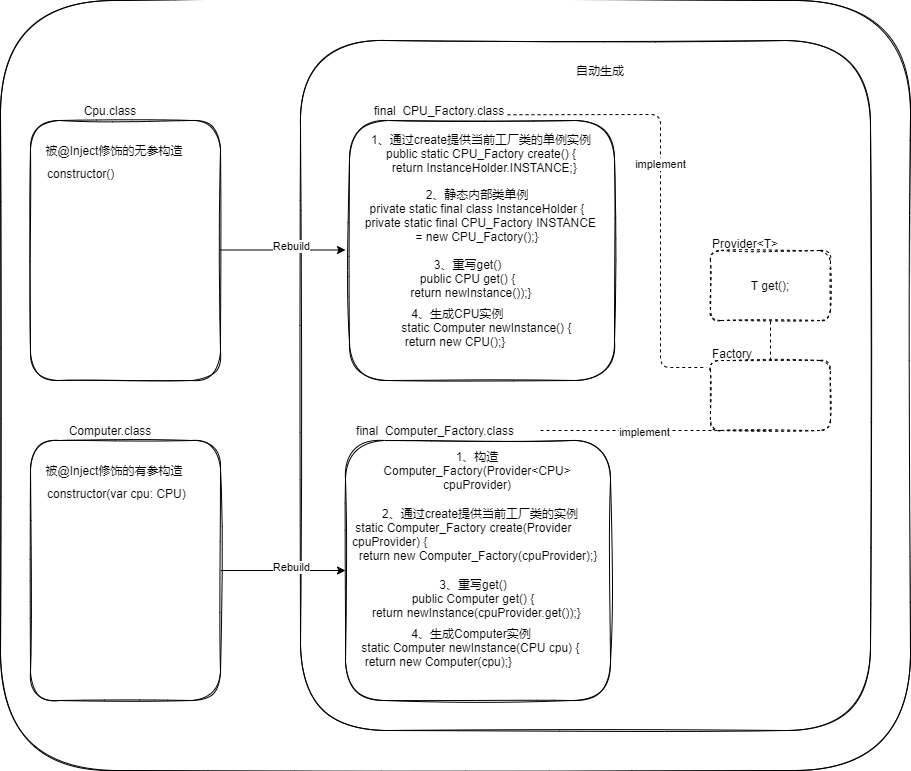 自动生成
Cpu.class
被@Inject修饰的无参构造
constructor()
Rebuild
final  CPU_Factory.class
1、通过create提供当前工厂类的单例实例
public static CPU_Factory create() {
return InstanceHolder.INSTANCE;}
2、静态内部类单例
private static final class InstanceHolder {
private static final CPU_Factory INSTANCE
= new CPU_Factory();}
3、重写get()
public CPU get() {
return newInstance());}
4、生成CPU实例
static Computer newInstance() {
return new CPU();}
implement
Provider<T>
T get();
Factory
Computer.class
被@Inject修饰的有参构造
constructor(var cpu: CPU)
Rebuild
final  Computer_Factory.class
implement
1、构造
Computer_Factory(Provider<CPU>
cpuProvider)
2、通过create提供当前工厂类的实例
static Computer_Factory create(Provider
cpuProvider) {
return new Computer_Factory(cpuProvider);}
3、重写get()
public Computer get() {
return newInstance(cpuProvider.get());}
4、生成Computer实例
static Computer newInstance(CPU cpu) {
return new Computer(cpu);}